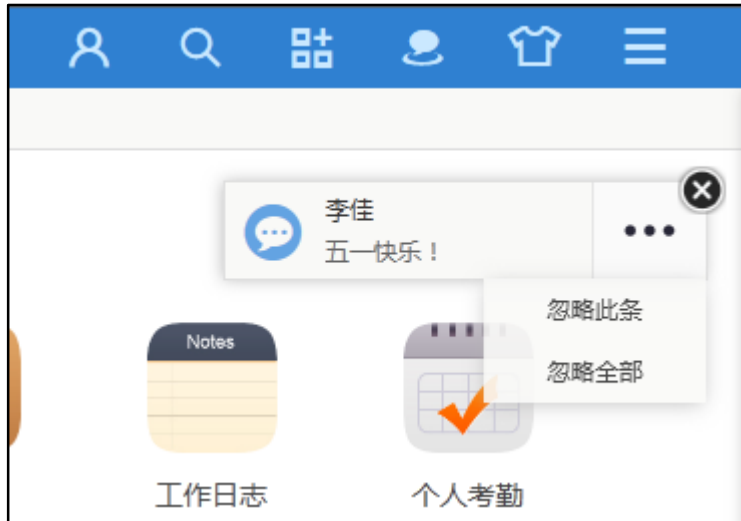 李佳
五一快乐！
忽略此条
忽略全部
Notes
工作日志
个人考勤